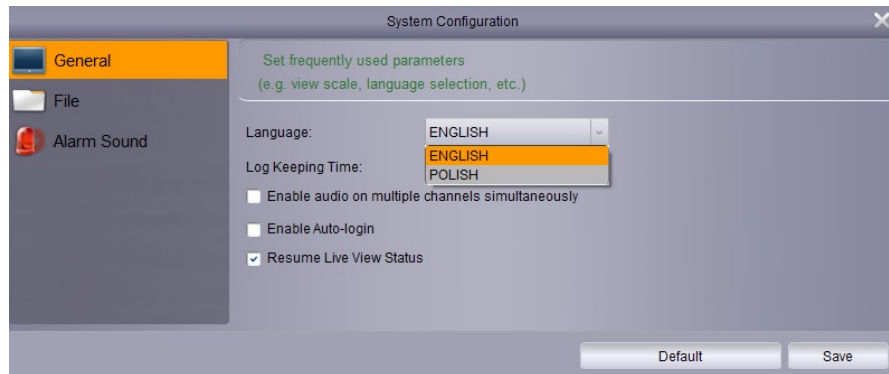 System Configuration
General
File
Alarm Sound
Set frequently used parameters
(e.g. view scale, language selection, etc.)
Language:
ENGLISH
ENGLISH
POLISH
Log Keeping Time:
Enable audio on multiple channels simultaneously
Enable Auto-login
Resume Live View Status
Default
Save